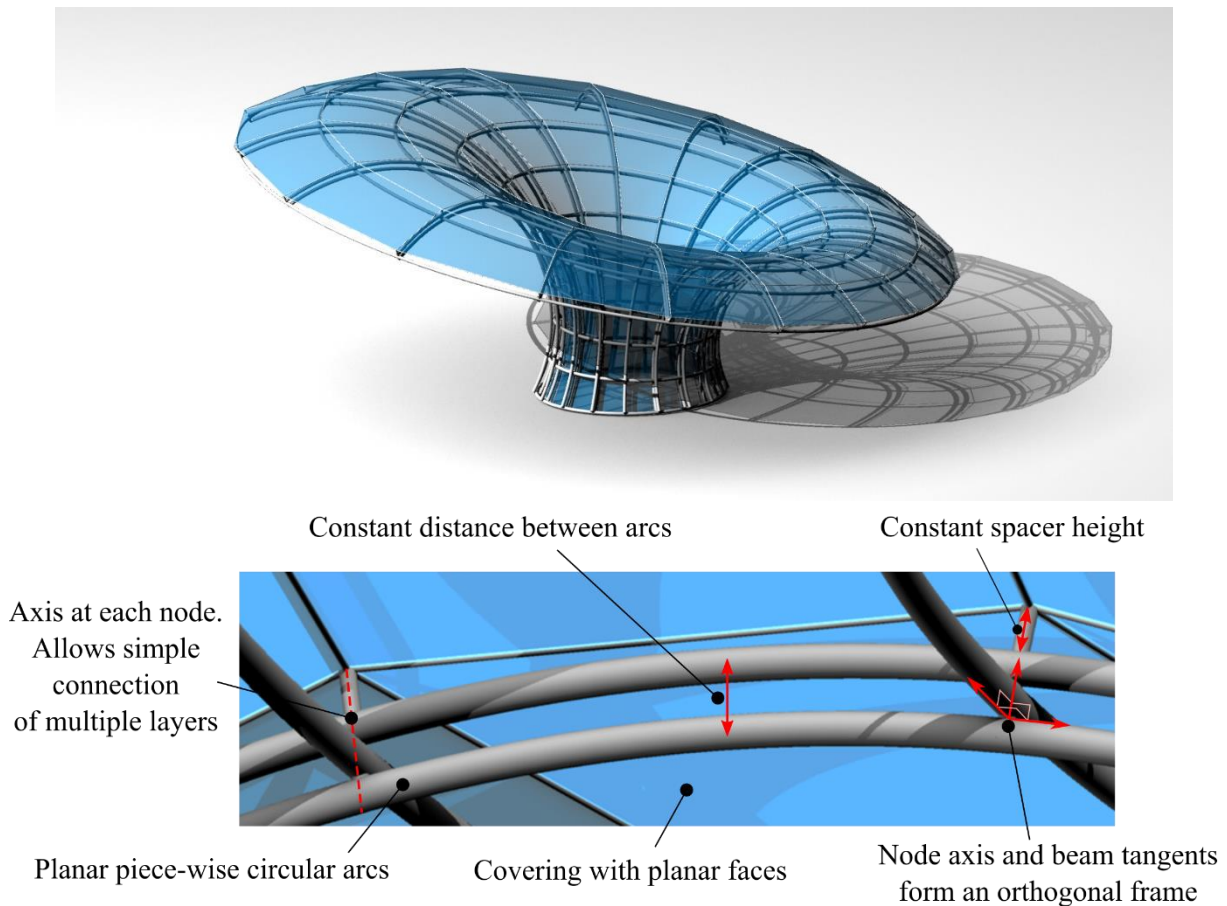 Constant distance between arcs
Constant spacer height
Axis at each node.
Allows simple
connection
of multiple layers
Planar piece-wise circular arcs
Covering with planar faces
Node axis and beam tangents
form an orthogonal frame